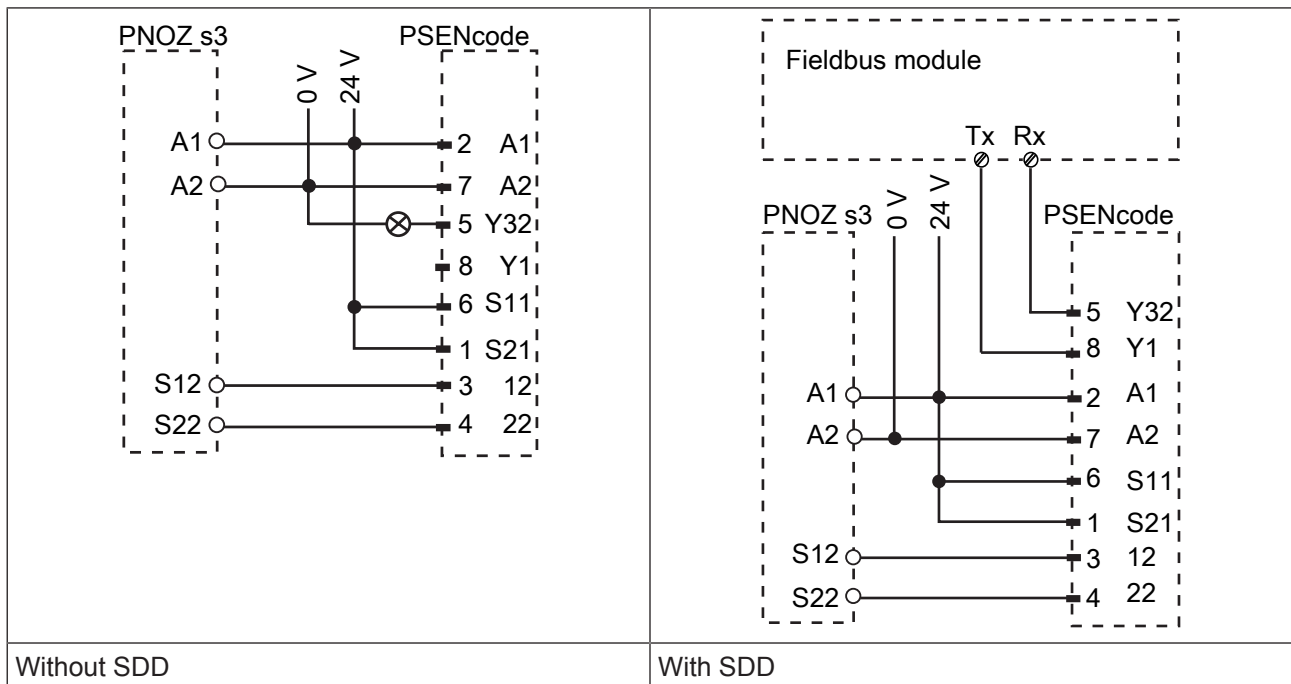 PNOZ s3
PSENcode
0 V
24 V
A1
2 A1
A2
7 A2
5 Y32
8 Y1
6 S11
1 S21
S12
3 12
S22
4 22
Without SDD
Fieldbus module
Tx Rx
PNOZ s3
0 V
24 V
PSENcode
5 Y32
8 Y1
A1
2 A1
A2
7 A2
6 S11
1 S21
S12
3 12
S22
4 22
With SDD